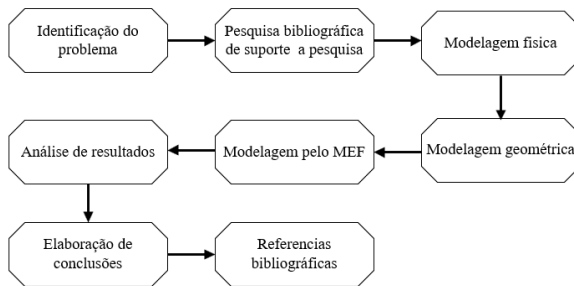 Identificação do
problema
Pesquisa bibliográfica
de suporte a pesquisa
Modelagem física
Modelagem geométrica
Modelagem pelo MEF
Análise de resultados
Elaboração de
conclusões
Referencias
bibliográficas